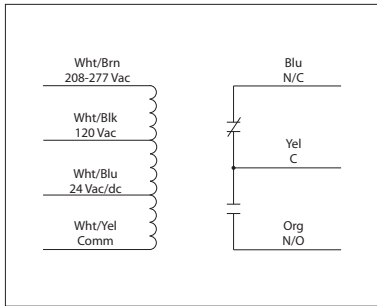 Wht/Brn
208-277 Vac
Wht/Blk
120 Vac
Wht/Blu
24 Vac/dc
Wht/Yel
Comm
Blu
N/C
Yel
C
Org
N/O